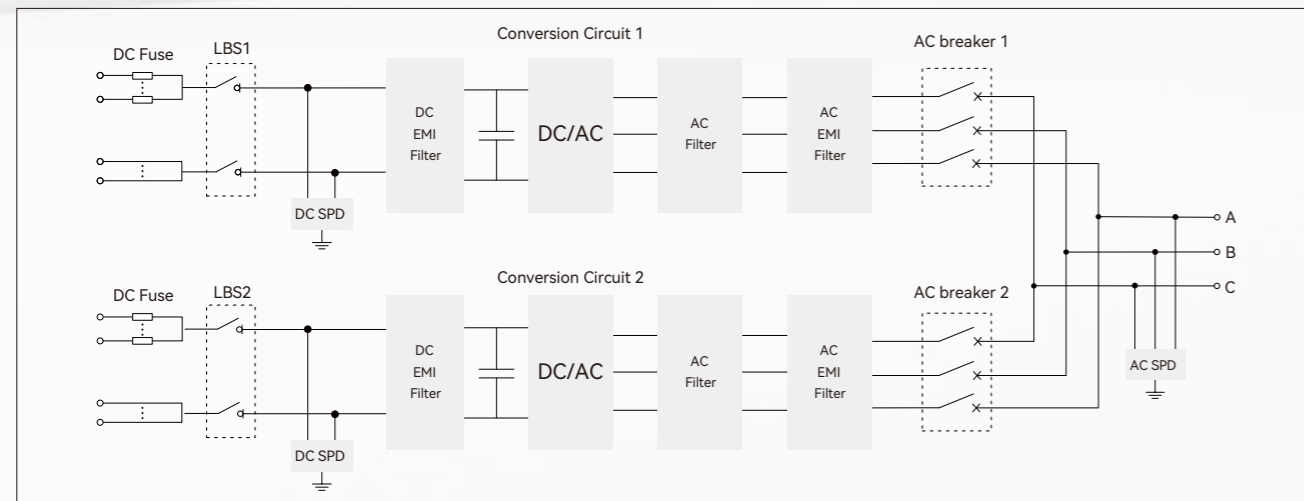 Conversion Circuit 1
DC Fuse
LBS1
AC breaker 1
DC
EMI
Filter
DC/AC
AC
Filter
AC
EMI
Filter
DC SPD
A
B
C
Conversion Circuit 2
DC Fuse
LBS2
AC breaker 2
DC
EMI
Filter
DC/AC
AC
Filter
AC
EMI
Filter
AC SPD
DC SPD